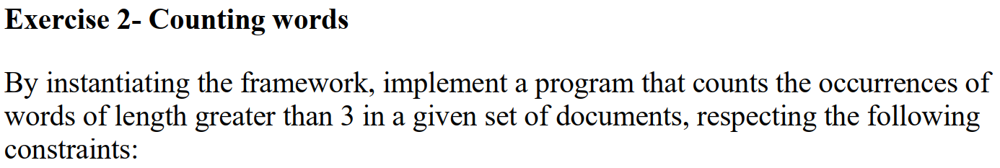 Exercise 2- Counting words
By instantiating the framework, implement a program that counts the occurrences of
words of length greater than 3 in a given set of documents, respecting the following
constraints: